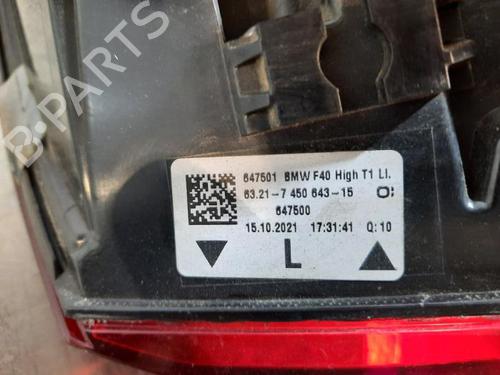 B-PARTS
647501 BMW F40 High T1 LI.
63.21-7 450 643-15
647500
15.10.2021 17:31:41 Q:10
L